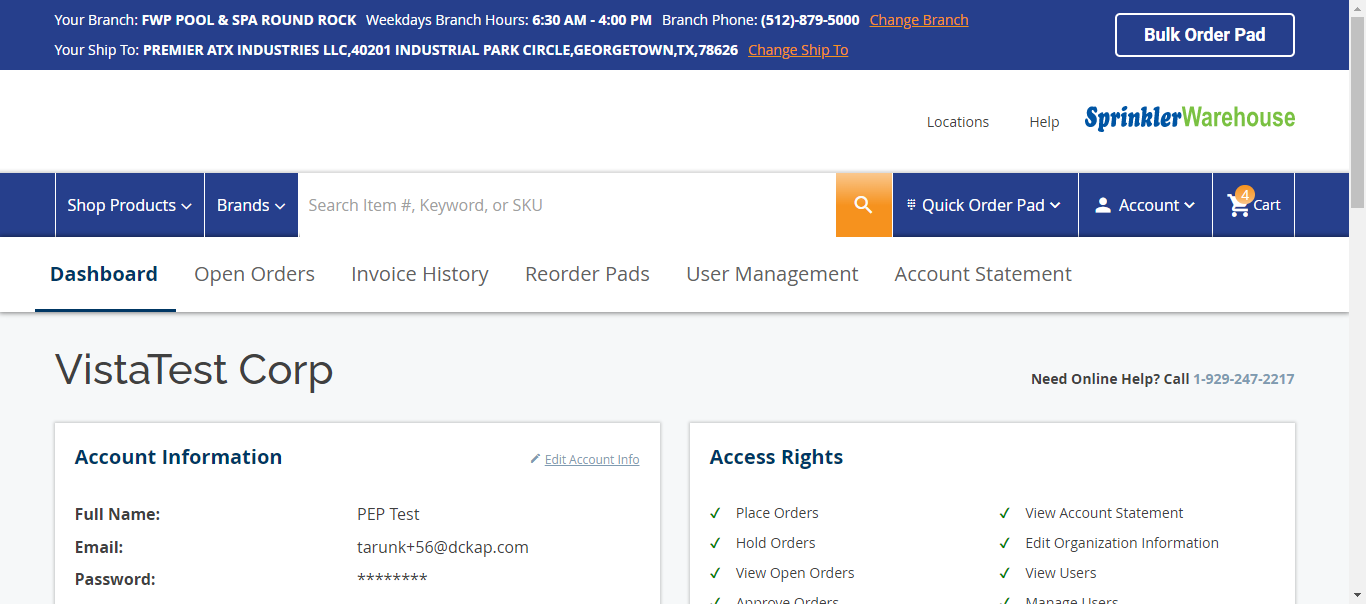 Your Branch: FWP POOL & SPA ROUND ROCK Weekdays Branch Hours: 6:30 AM - 4:00 PM Branch Phone: (512)-879-5000 Change Branch
Your Ship To: PREMIER ATX INDUSTRIES LLC,40201 INDUSTRIAL PARK CIRCLE,GEORGETOWN,TX,78626 Change Ship To
Bulk Order Pad
Locations Help SprinklerWarehouse
Shop Products Brands Search Item #, Keyword, or SKU Quick Order Pad Account 4 Cart
Dashboard Open Orders Invoice History Reorder Pads User Management Account Statement
VistaTest Corp
Need Online Help? Call 1-929-247-2217
Account Information Edit Account Info
Full Name: PEP Test
Email: tarunk+56@dckap.com
Password: ********
Access Rights
Place Orders View Account Statement
Hold Orders Edit Organization Information
View Open Orders View Users
Approve Orders Manage Users